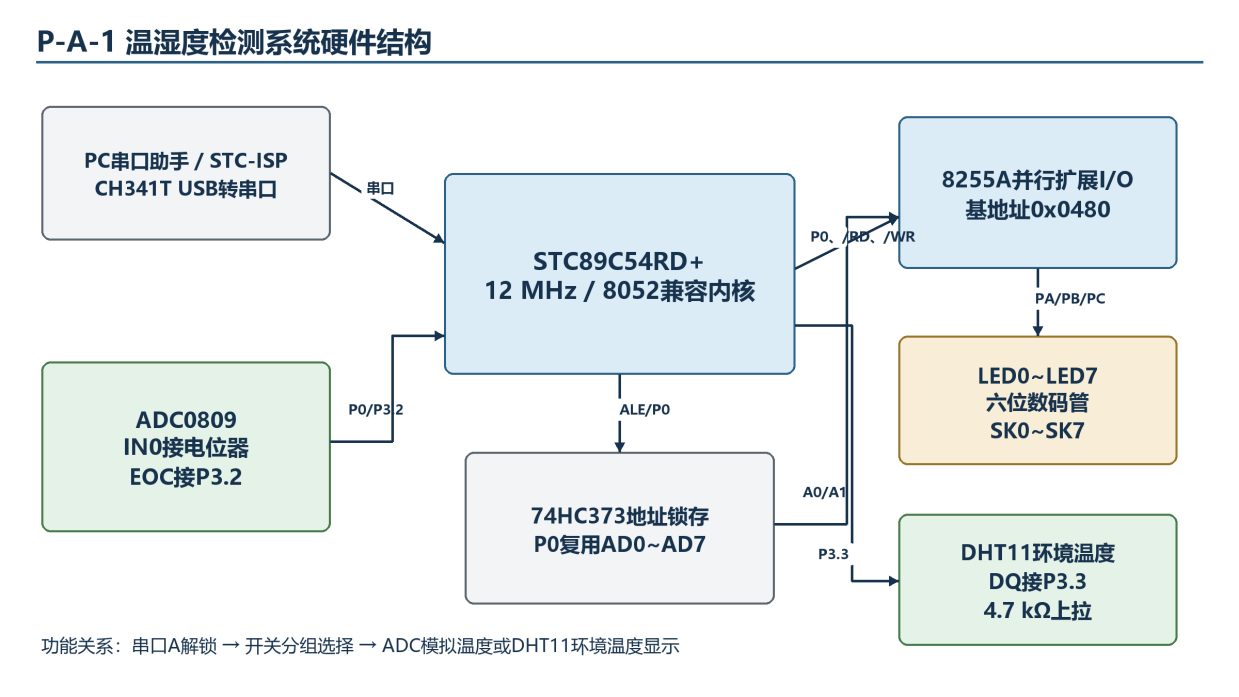 P-A-1 温湿度检测系统硬件结构
PC串口助手 / STC-ISP
CH341T USB转串口
串口
STC89C54RD+
12 MHz / 8052兼容内核
8255A并行扩展I/O
基地址0x0480
P0、/RD、/WR
PA/PB/PC
LED0~LED7
六位数码管
SK0~SK7
ADC0809
IN0接电位器
EOC接P3.2
P0/P3.2
ALE/P0
74HC373地址锁存
P0复用AD0~AD7
A0/A1
P3.3
DHT11环境温度
DQ接P3.3
4.7 kΩ上拉
功能关系：串口A解锁 → 开关分组选择 → ADC模拟温度或DHT11环境温度显示